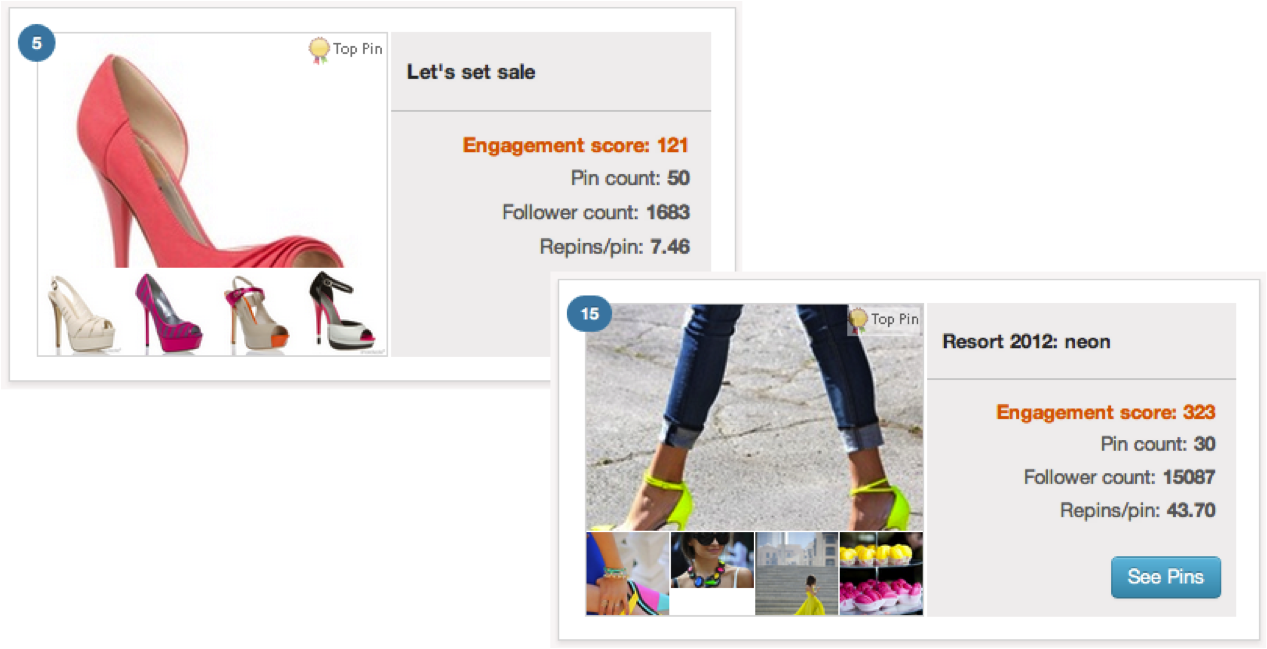 5
Top Pin
Let's set sale
Engagement score: 121
Pin count: 50
Follower count: 1683
Repins/pin: 7.46
15
Top Pin
Resort 2012: neon
Engagement score: 323
Pin count: 30
Follower count: 15087
Repins/pin: 43.70
See Pins